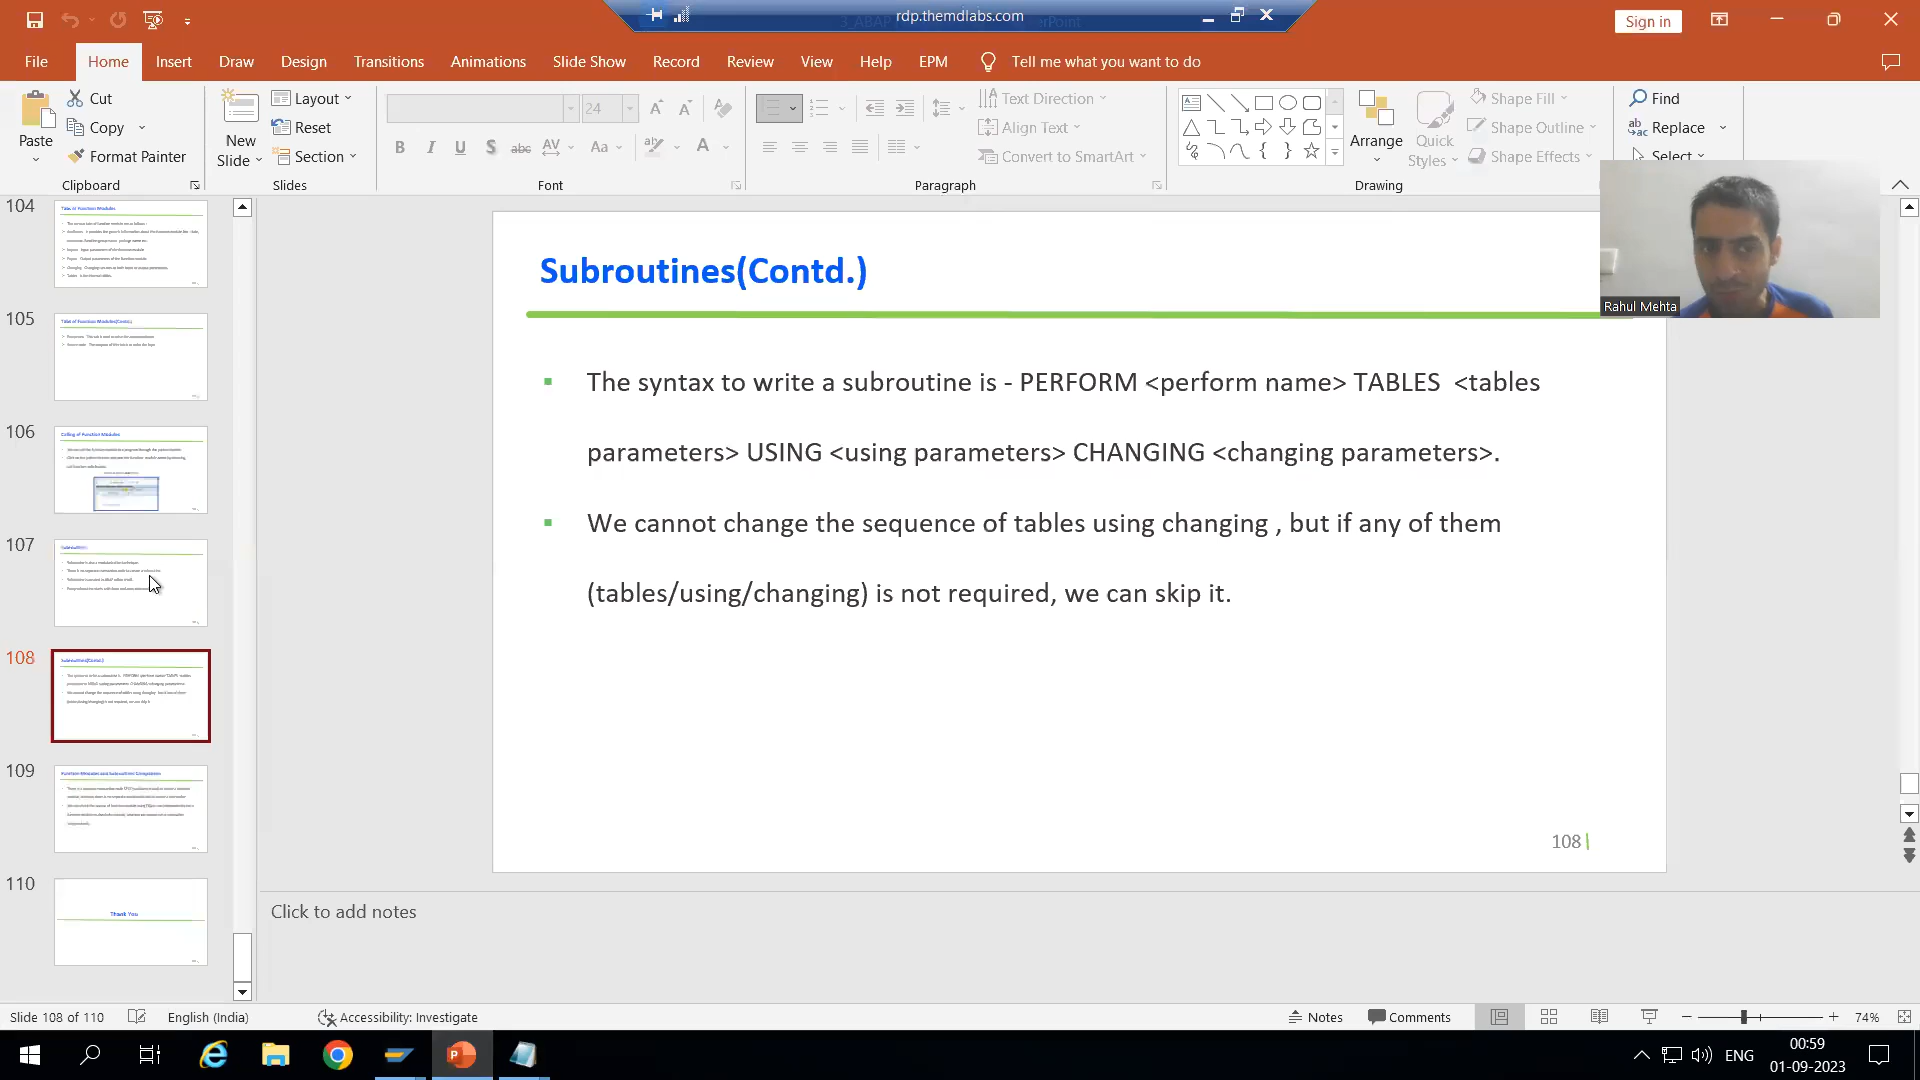 rdp.themdlabs.com
Sign in
File Home Insert Draw Design Transitions Animations Slide Show Record Review View Help EPM Tell me what you want to do
Paste
Cut
Copy
Format Painter
Clipboard
New
Slide
Layout
Reset
Section
Slides
24
B I U S abc AV Aa A
Font
Text Direction
Align Text
Convert to SmartArt
Paragraph
Arrange
Quick
Styles
Shape Fill
Shape Outline
Shape Effects
Drawing
Find
Replace
Select
Rahul Mehta
104
105
106
107
108
109
110
Thank You
Subroutines(Contd.)
The syntax to write a subroutine is - PERFORM <perform name> TABLES <tables
parameters> USING <using parameters> CHANGING <changing parameters>.
We cannot change the sequence of tables using changing , but if any of them
(tables/using/changing) is not required, we can skip it.
108
Click to add notes
Slide 108 of 110
English (India)
Accessibility: Investigate
Notes
Comments
74%
ENG
00:59
01-09-2023